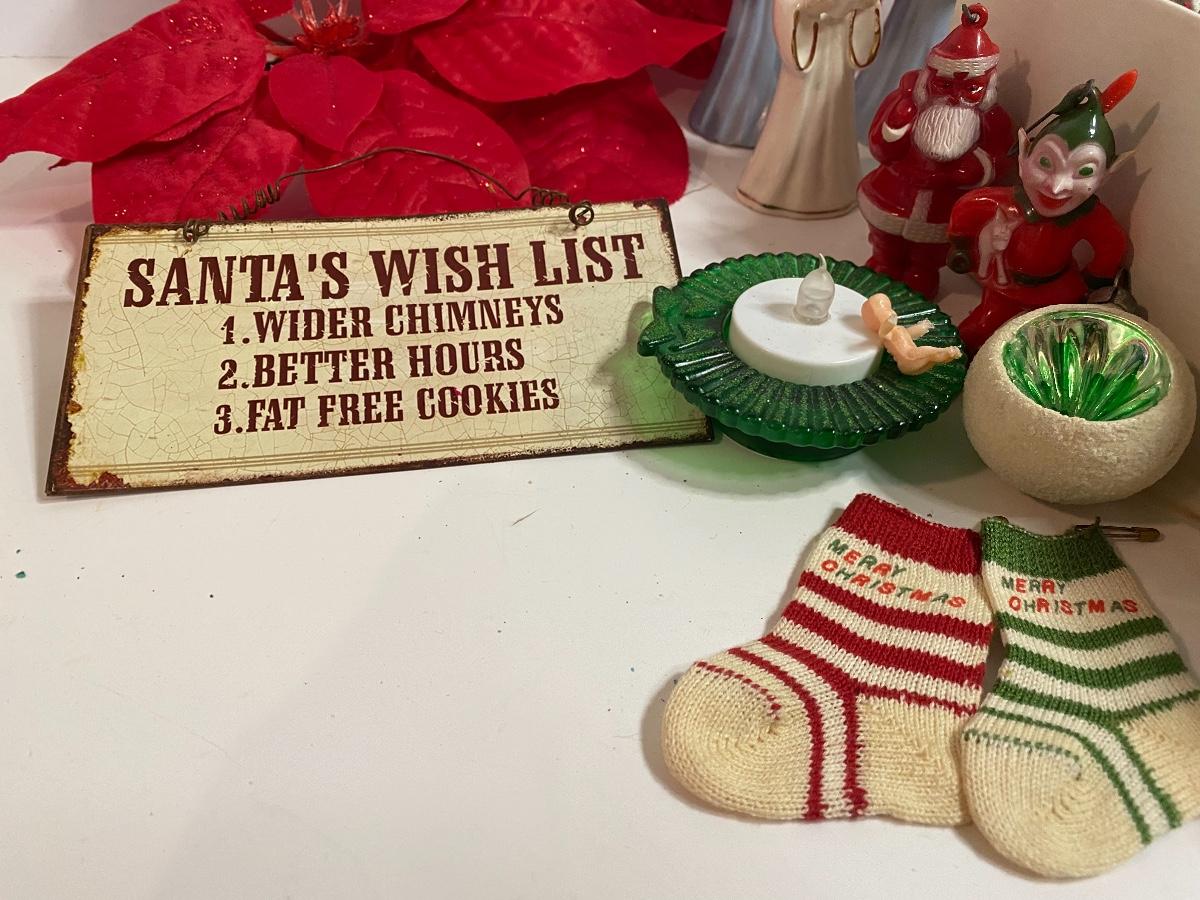 SANTA'S WISH LIST
1.WIDER CHIMNEYS
2.BETTER HOURS
3.FAT FREE COOKIES
MERRY
CHRISTMAS
MERRY
CHRISTMAS